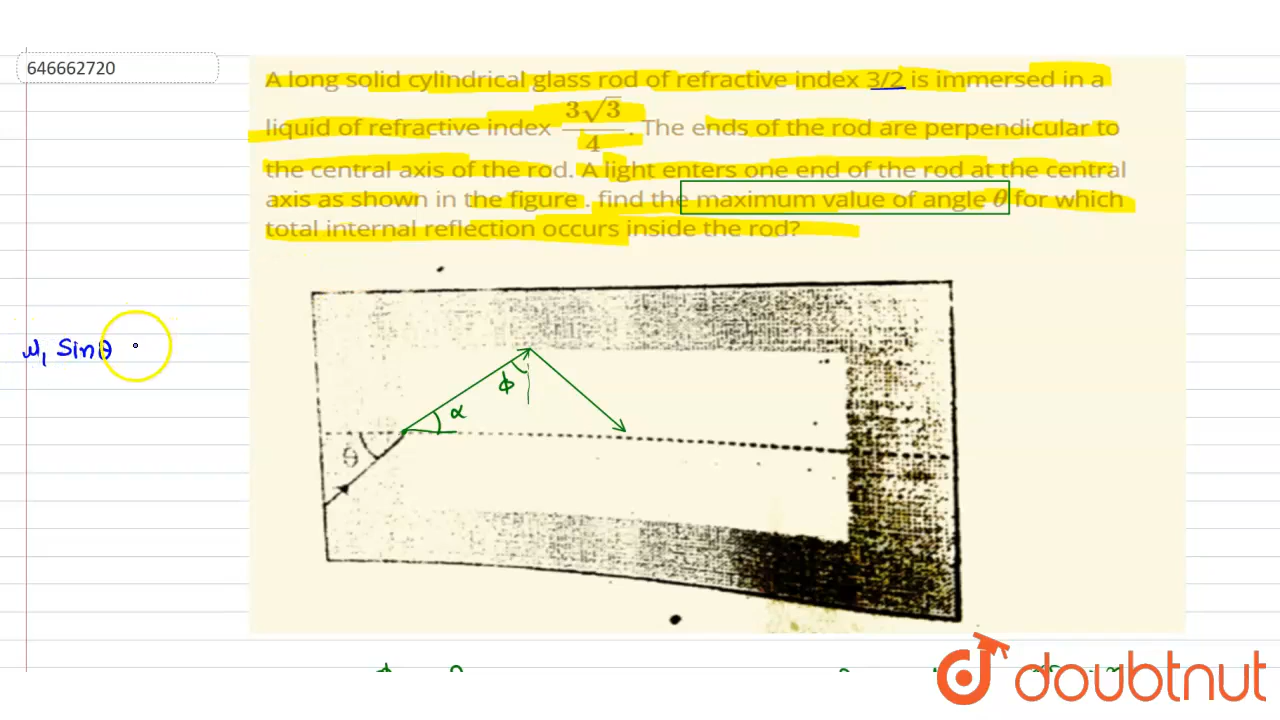 646662720
A long solid cylindrical glass rod of refractive index 3/2 is immersed in a
liquid of refractive index 3√3/4. The ends of the rod are perpendicular to
the central axis of the rod. A light enters one end of the rod at the central
axis as shown in the figure . find the maximum value of angle θ for which
total internal reflection occurs inside the rod?
μ₁ Sinθ
ϕ
α
θ
doubtnut